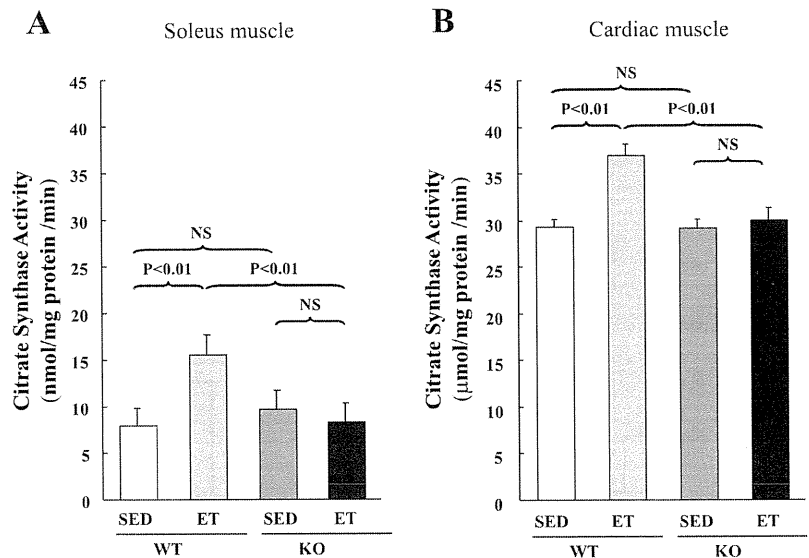 A
Soleus muscle
Citrate Synthase Activity
(nmol/mg protein /min)
45
40
35
30
25
20
15
10
5
0
NS
P<0.01
P<0.01
NS
SED
ET
SED
ET
WT
KO
B
Cardiac muscle
Citrate Synthase Activity
(μmol/mg protein /min)
45
40
35
30
25
20
15
10
5
0
NS
P<0.01
P<0.01
NS
SED
ET
SED
ET
WT
KO